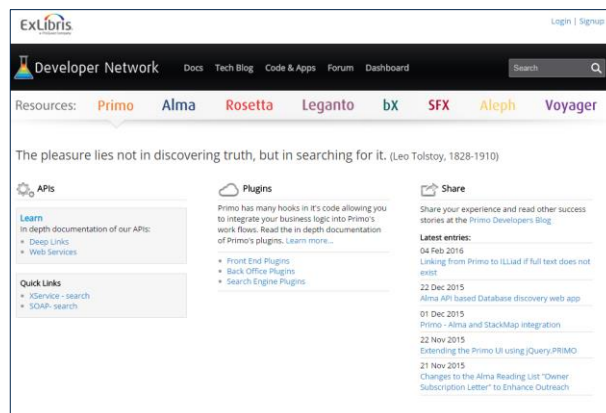 ExLibris
Login | Signup
Developer Network
Docs
Tech Blog
Code & Apps
Forum
Dashboard
Search
Resources:
Primo
Alma
Rosetta
Leganto
bX
SFX
Aleph
Voyager
The pleasure lies not in discovering truth, but in searching for it. (Leo Tolstoy, 1828-1910)
APIs
Learn
In depth documentation of our APIs:
Deep Links
Web Services
Quick Links
XService - search
SOAP- search
Plugins
Primo has many hooks in it's code allowing you
to integrate your business logic into Primo's
work flows. Read the in depth documentation
of Primo's plugins. Learn more...
Front End Plugins
Back Office Plugins
Search Engine Plugins
Share
Share your experience and read other success
stories at the Primo Developers Blog
Latest entries:
04 Feb 2016
Linking from Primo to ILLiad if full text does not
exist
22 Dec 2015
Alma API based Database discovery web app
01 Dec 2015
Primo - Alma and StackMap integration
22 Nov 2015
Extending the Primo UI using jQuery.PRIMO
21 Nov 2015
Changes to the Alma Reading List "Owner
Subscription Letter" to Enhance Outreach